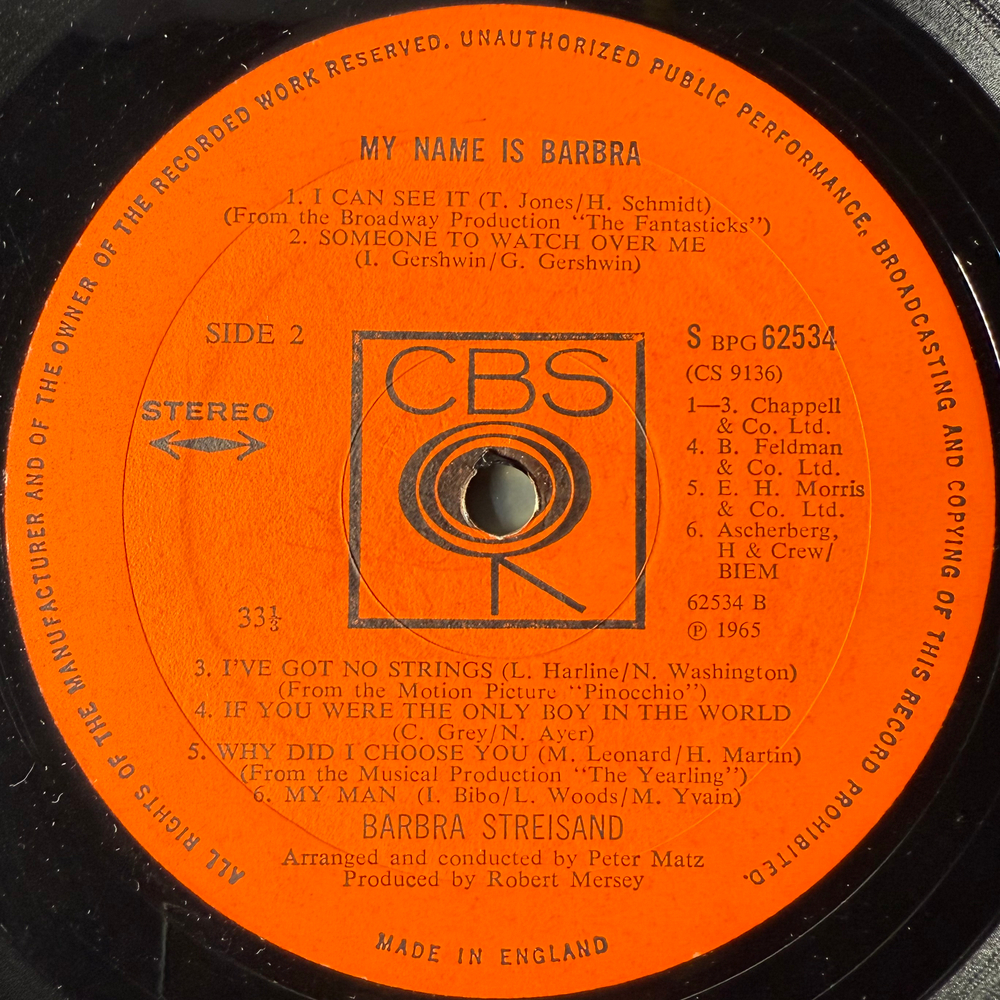 ALL RIGHTS OF THE MANUFACTURER AND OF THE OWNER OF THE RECORDED WORK RESERVED. UNAUTHORIZED PUBLIC PERFORMANCE, BROADCASTING AND COPYING OF THIS RECORD PROHIBITED.
MY NAME IS BARBRA
1. I CAN SEE IT (T. Jones/H. Schmidt)
(From the Broadway Production "The Fantasticks")
2. SOMEONE TO WATCH OVER ME
(I. Gershwin/G. Gershwin)
SIDE 2
STEREO
33⅓
CBS
S BPG 62534
(CS 9136)
1—3. Chappell
& Co. Ltd.
4. B. Feldman
& Co. Ltd.
5. E. H. Morris
& Co. Ltd.
6. Ascherberg,
H & Crew/
BIEM
62534 B
℗ 1965
3. I'VE GOT NO STRINGS (L. Harline/N. Washington)
(From the Motion Picture "Pinocchio")
4. IF YOU WERE THE ONLY BOY IN THE WORLD
(C. Grey/N. Ayer)
5. WHY DID I CHOOSE YOU (M. Leonard/H. Martin)
(From the Musical Production "The Yearling")
6. MY MAN (I. Bibo/L. Woods/M. Yvain)
BARBRA STREISAND
Arranged and conducted by Peter Matz
Produced by Robert Mersey
MADE IN ENGLAND